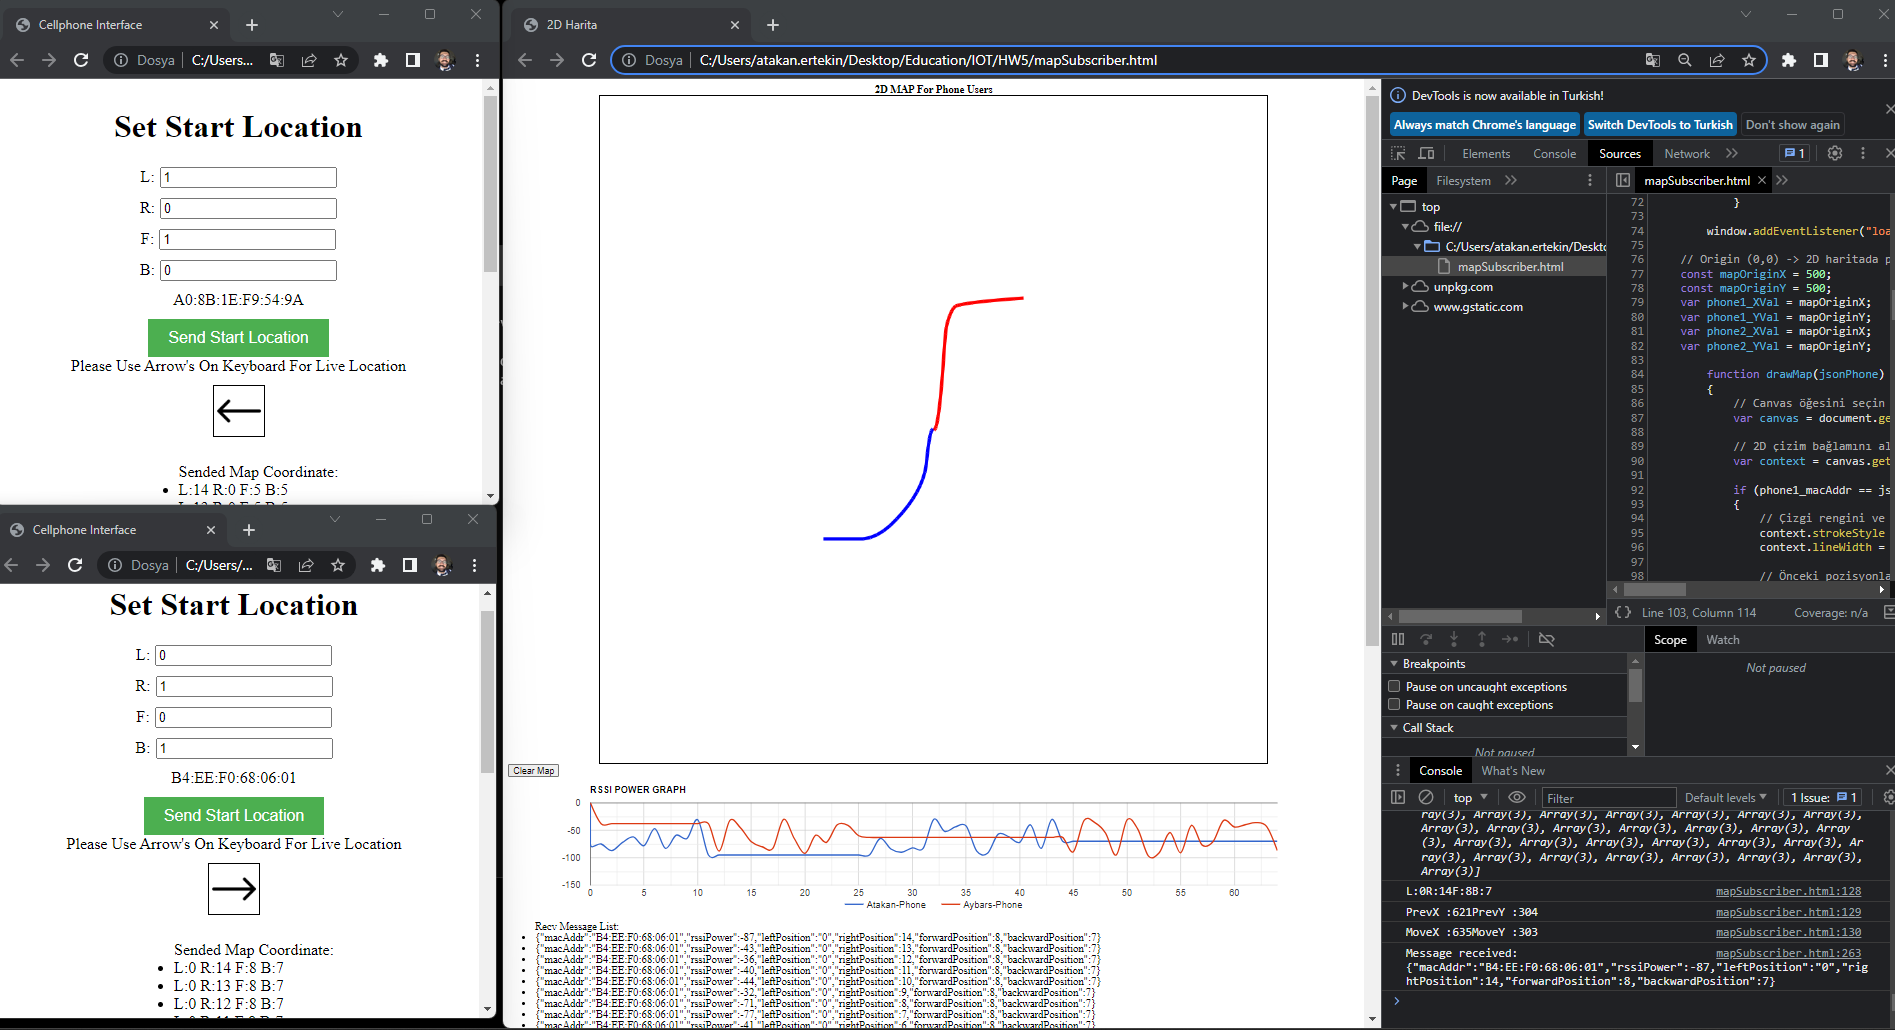 Cellphone Interface
Dosya C:/Users...
Set Start Location
L: 1
R: 0
F: 1
B: 0
A0:8B:1E:F9:54:9A
Send Start Location
Please Use Arrow's On Keyboard For Live Location
Sended Map Coordinate:
L:14 R:0 F:5 B:5
Cellphone Interface
Dosya C:/Users/...
Set Start Location
L: 0
R: 1
F: 0
B: 1
B4:EE:F0:68:06:01
Send Start Location
Please Use Arrow's On Keyboard For Live Location
Sended Map Coordinate:
L:0 R:14 F:8 B:7
L:0 R:13 F:8 B:7
L:0 R:12 F:8 B:7
2D Harita
Dosya C:/Users/atakan.ertekin/Desktop/Education/IOT/HW5/mapSubscriber.html
2D MAP For Phone Users
Clear Map
RSSI POWER GRAPH
0
-50
-100
-150
0 5 10 15 20 25 30 35 40 45 50 55 60
Atakan-Phone Aybars-Phone
Recv Message List:
{"macAddr":"B4:EE:F0:68:06:01","rssiPower":-87,"leftPosition":"0","rightPosition":14,"forwardPosition":8,"backwardPosition":7}
{"macAddr":"B4:EE:F0:68:06:01","rssiPower":-43,"leftPosition":"0","rightPosition":13,"forwardPosition":8,"backwardPosition":7}
{"macAddr":"B4:EE:F0:68:06:01","rssiPower":-36,"leftPosition":"0","rightPosition":12,"forwardPosition":8,"backwardPosition":7}
{"macAddr":"B4:EE:F0:68:06:01","rssiPower":-40,"leftPosition":"0","rightPosition":11,"forwardPosition":8,"backwardPosition":7}
{"macAddr":"B4:EE:F0:68:06:01","rssiPower":-44,"leftPosition":"0","rightPosition":10,"forwardPosition":8,"backwardPosition":7}
{"macAddr":"B4:EE:F0:68:06:01","rssiPower":-32,"leftPosition":"0","rightPosition":9,"forwardPosition":8,"backwardPosition":7}
{"macAddr":"B4:EE:F0:68:06:01","rssiPower":-71,"leftPosition":"0","rightPosition":8,"forwardPosition":8,"backwardPosition":7}
{"macAddr":"B4:EE:F0:68:06:01","rssiPower":-77,"leftPosition":"0","rightPosition":7,"forwardPosition":8,"backwardPosition":7}
{"macAddr":"B4:EE:F0:68:06:01","rssiPower":-41,"leftPosition":"0","rightPosition":6,"forwardPosition":8,"backwardPosition":7}
DevTools is now available in Turkish!
Always match Chrome's language Switch DevTools to Turkish Don't show again
Elements Console Sources Network 1
Page Filesystem
top
file://
C:/Users/atakan.ertekin/Deskto
mapSubscriber.html
unpkg.com
www.gstatic.com
mapSubscriber.html
72 }
73
74 window.addEventListener("loa
75
76 // Origin (0,0) -> 2D haritada p
77 const mapOriginX = 500;
78 const mapOriginY = 500;
79 var phone1_XVal = mapOriginX;
80 var phone1_YVal = mapOriginY;
81 var phone2_XVal = mapOriginX;
82 var phone2_YVal = mapOriginY;
83
84 function drawMap(jsonPhone)
85 {
86 // Canvas öğesini seçin
87 var canvas = document.ge
88
89 // 2D çizim bağlamını al
90 var context = canvas.get
91
92 if (phone1_macAddr == js
93 {
94 // Çizgi rengini ve
95 context.strokeStyle
96 context.lineWidth =
97
98 // Önceki pozisyonla
Line 103, Column 114 Coverage: n/a
Scope Watch
Not paused
Breakpoints
Pause on uncaught exceptions
Pause on caught exceptions
Call Stack
Not paused
Console What's New
top Filter Default levels 1 Issue: 1
ray(3), Array(3), Array(3), Array(3), Array(3), Array(3), Array(3),
Array(3), Array(3), Array(3), Array(3), Array(3), Array(3), Array
(3), Array(3), Array(3), Array(3), Array(3), Array(3), Array(3), Ar
ray(3), Array(3), Array(3), Array(3), Array(3), Array(3), Array(3),
Array(3)]
L:0R:14F:8B:7 mapSubscriber.html:128
PrevX :621PrevY :304 mapSubscriber.html:129
MoveX :635MoveY :303 mapSubscriber.html:130
Message received: mapSubscriber.html:263
{"macAddr":"B4:EE:F0:68:06:01","rssiPower":-87,"leftPosition":"0","rig
htPosition":14,"forwardPosition":8,"backwardPosition":7}